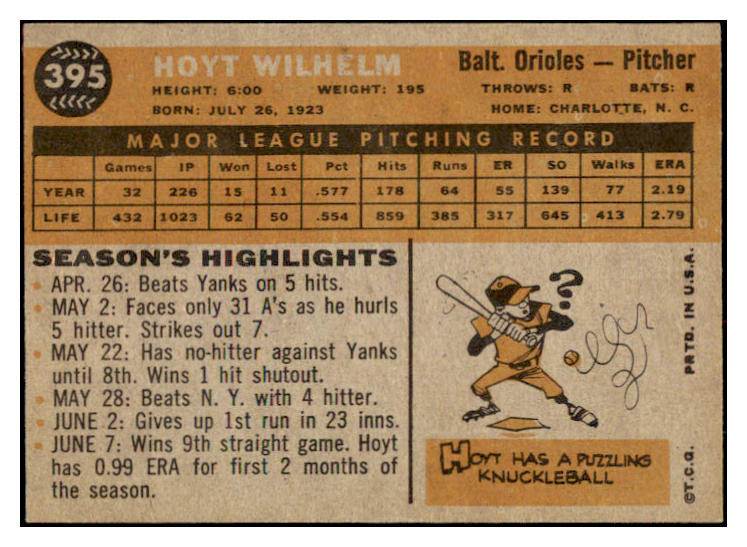 395
HOYT WILHELM
Balt. Orioles — Pitcher
HEIGHT: 6:00 WEIGHT: 195 THROWS: R BATS: R
BORN: JULY 26, 1923 HOME: CHARLOTTE, N. C.
MAJOR LEAGUE PITCHING RECORD
Games IP Won Lost Pct Hits Runs ER SO Walks ERA
YEAR 32 226 15 11 .577 178 64 55 139 77 2.19
LIFE 432 1023 62 50 .554 859 385 317 645 413 2.79
SEASON'S HIGHLIGHTS
APR. 26: Beats Yanks on 5 hits.
MAY 2: Faces only 31 A's as he hurls
5 hitter. Strikes out 7.
MAY 22: Has no-hitter against Yanks
until 8th. Wins 1 hit shutout.
MAY 28: Beats N. Y. with 4 hitter.
JUNE 2: Gives up 1st run in 23 inns.
JUNE 7: Wins 9th straight game. Hoyt
has 0.99 ERA for first 2 months of
the season.
?
HOYT HAS A PUZZLING
KNUCKLEBALL
PRTD. IN U.S.A.
©T.C.G.